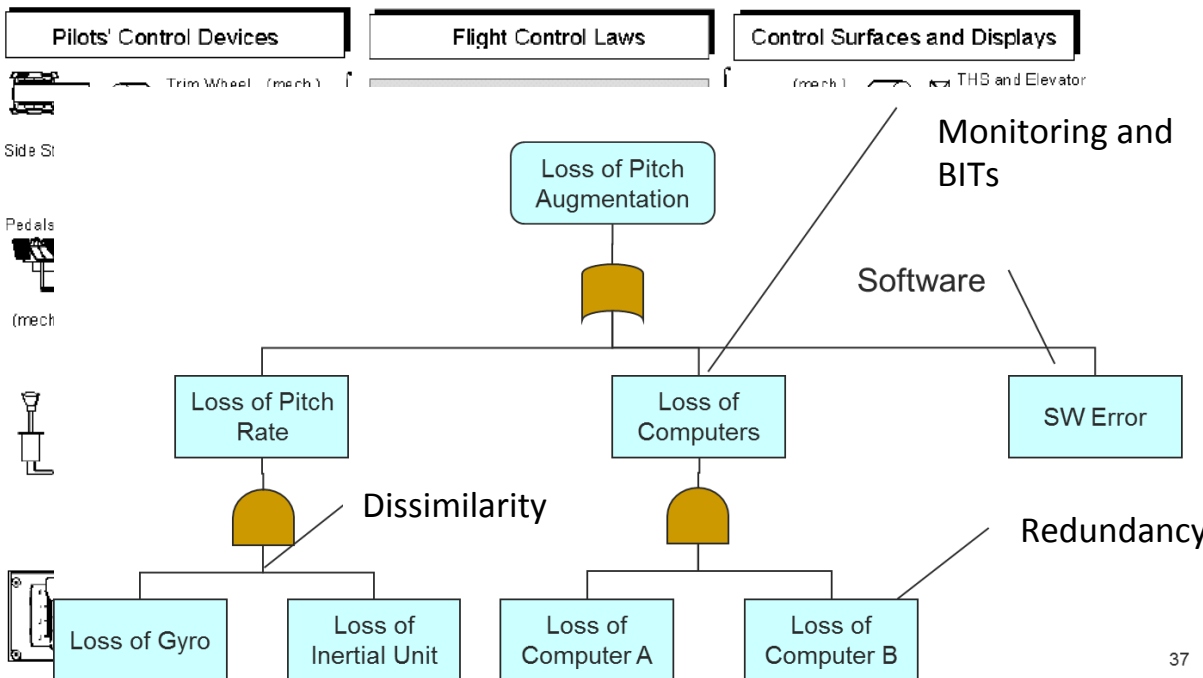 Pilots' Control Devices
Flight Control Laws
Control Surfaces and Displays
Trim Wheel (mech.)
(mech.)
THS and Elevator
Side St
Monitoring and
BITs
Loss of Pitch
Augmentation
Pedals
Software
(mech
Loss of Pitch
Rate
Loss of
Computers
SW Error
Dissimilarity
Redundancy
Loss of Gyro
Loss of
Inertial Unit
Loss of
Computer A
Loss of
Computer B
37